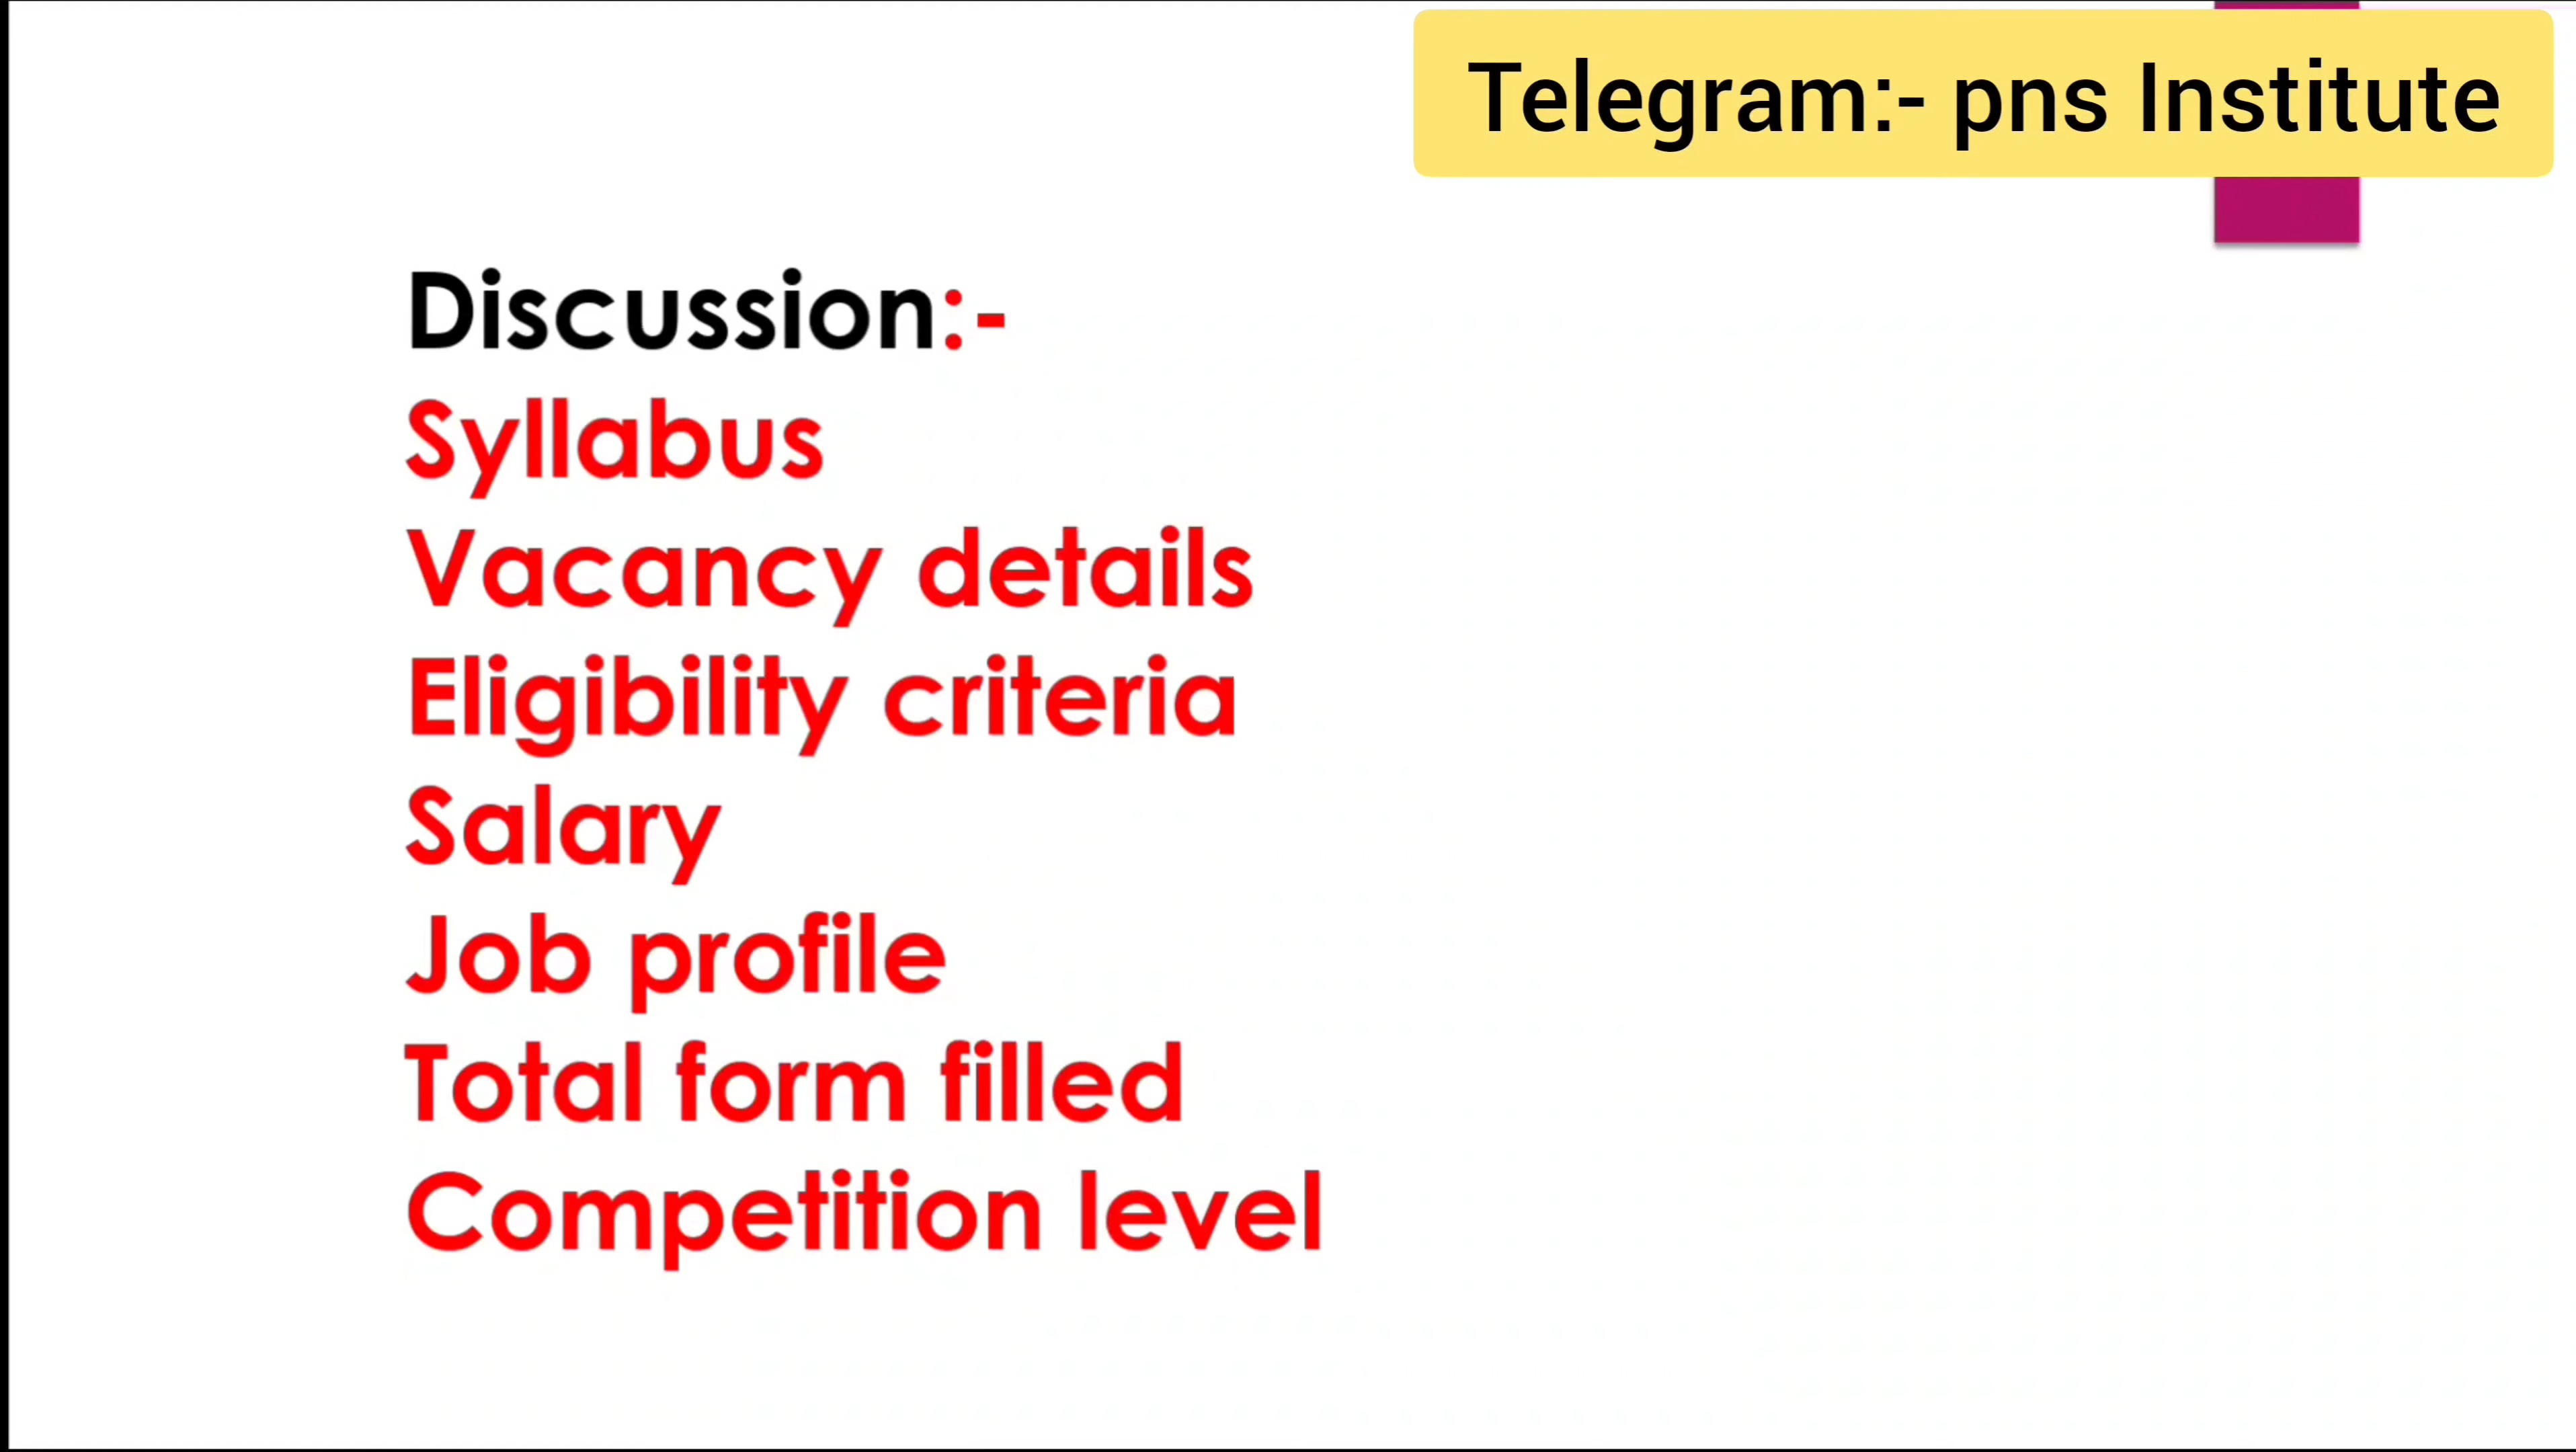 Telegram:- pns Institute
Discussion:-
Syllabus
Vacancy details
Eligibility criteria
Salary
Job profile
Total form filled
Competition level